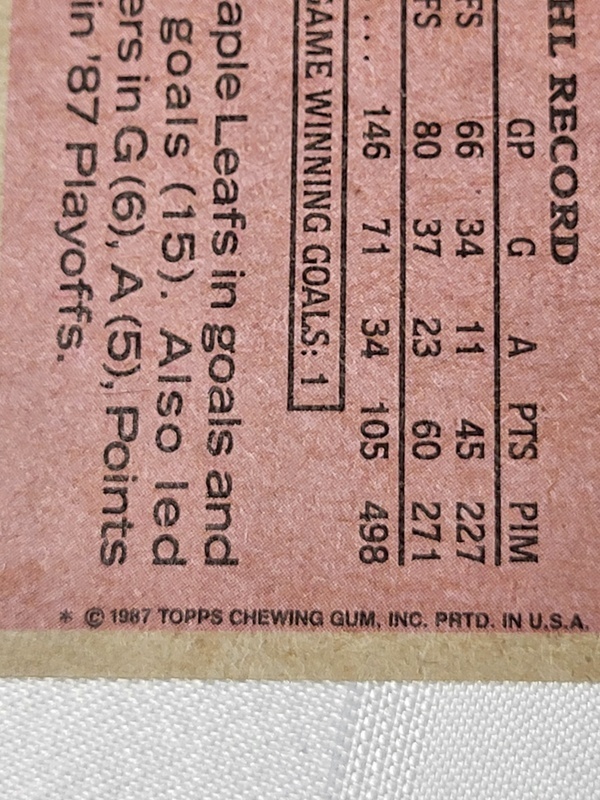 HL RECORD
GP G A PTS PIM
FS 66 34 11 45 227
FS 80 37 23 60 271
... 146 71 34 105 498
GAME WINNING GOALS: 1
aple Leafs in goals and
goals (15). Also led
ers in G (6), A (5), Points
in '87 Playoffs.
* © 1987 TOPPS CHEWING GUM, INC. PRTD. IN U.S.A.